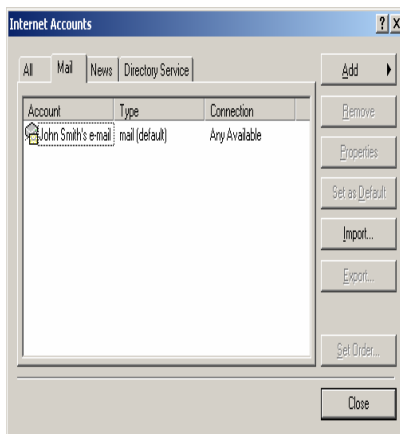 Internet Accounts
All Mail News Directory Service
Add
Account Type Connection
Remove
John Smith's e-mail mail (default) Any Available
Properties
Set as Default
Import...
Export...
Set Order...
Close